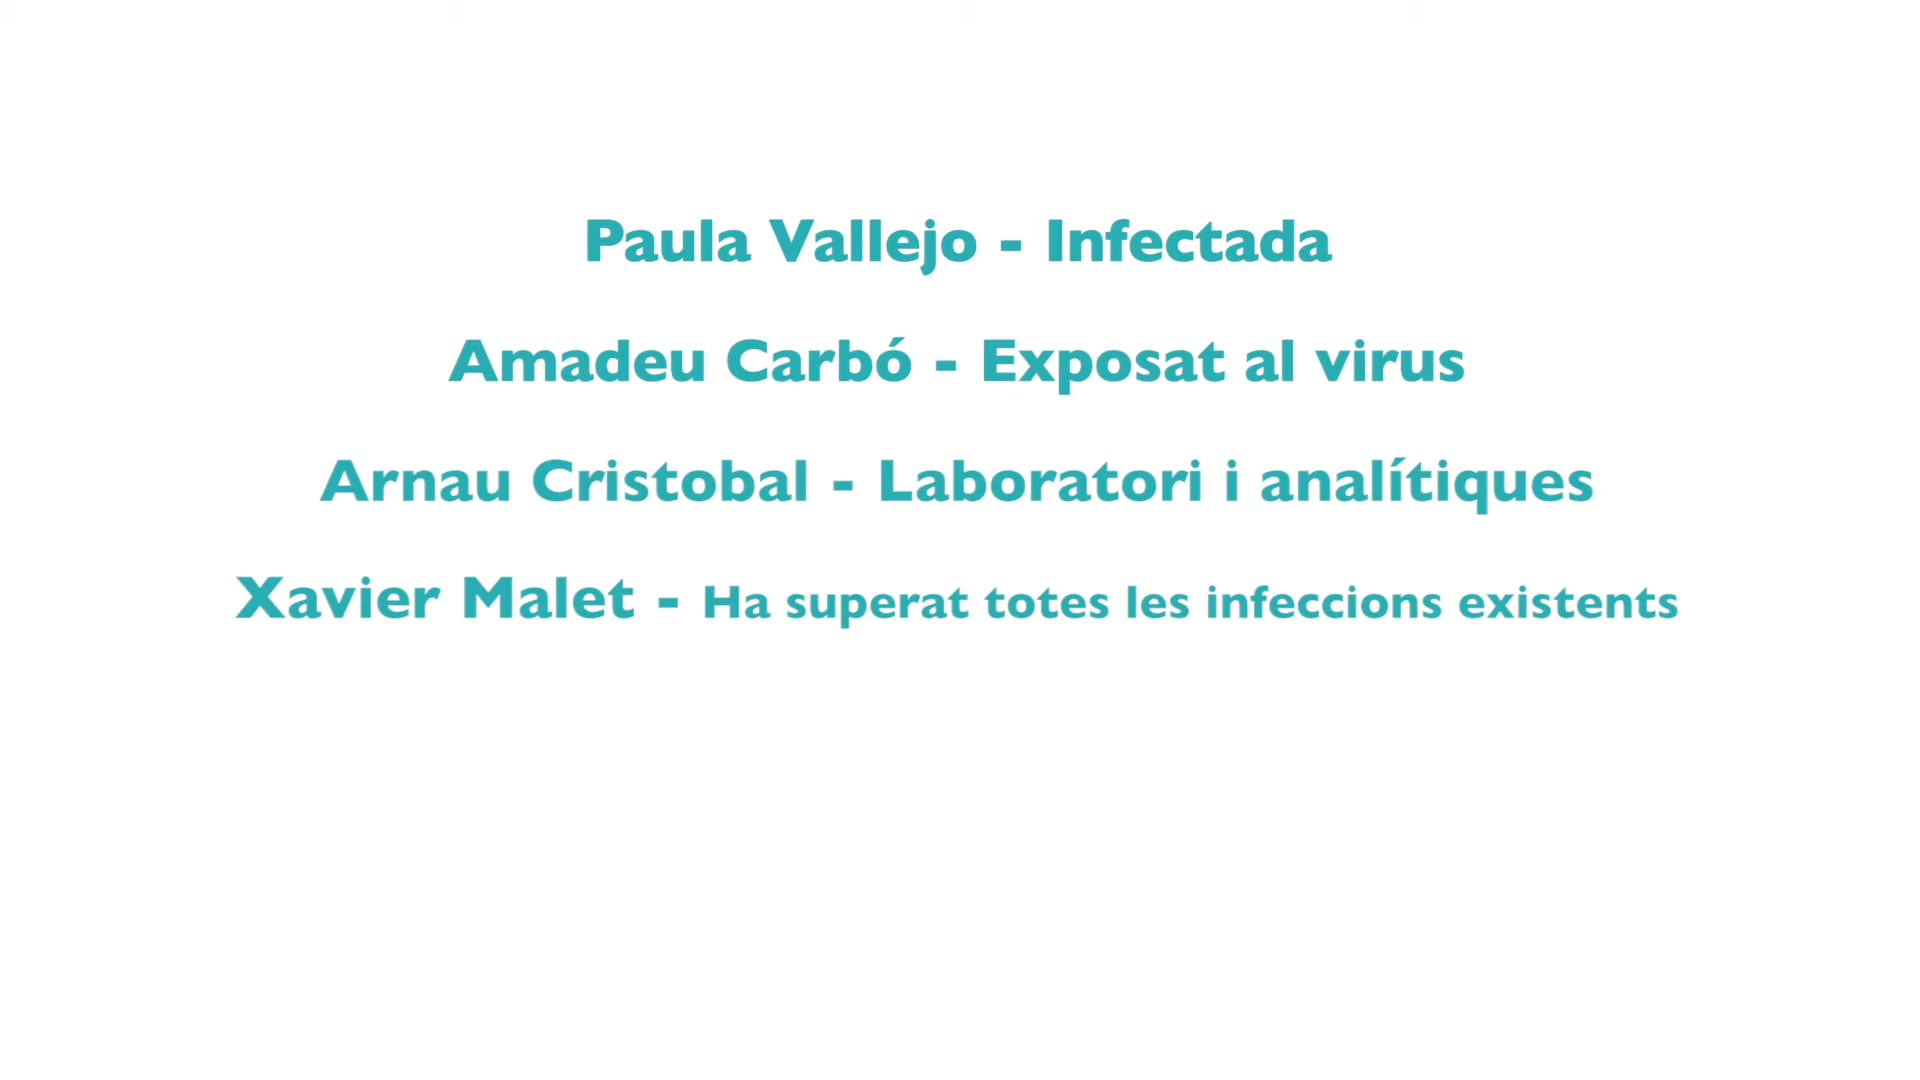 Paula Vallejo - Infectada
Amadeu Carbó - Exposat al virus
Arnau Cristobal - Laboratori i analítiques
Xavier Malet - Ha superat totes les infeccions existents